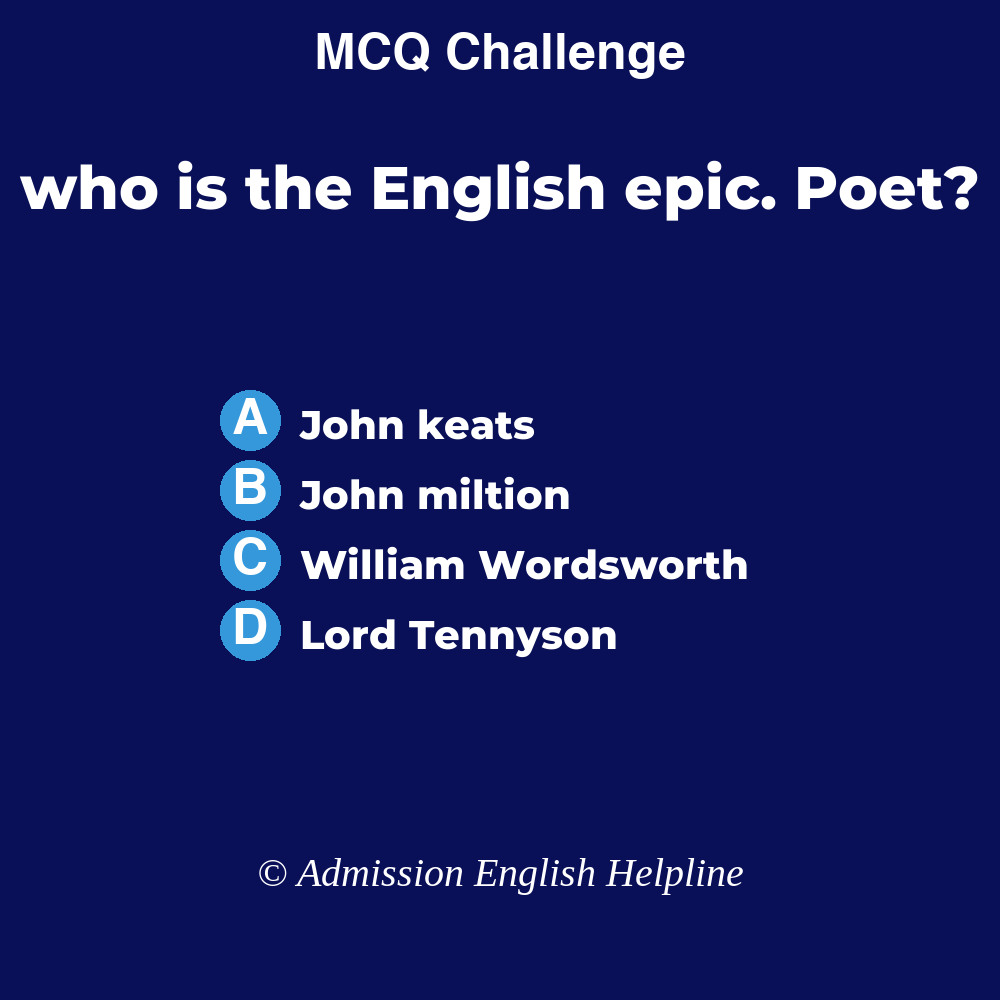 MCQ Challenge
who is the English epic. Poet?
A John keats
B John miltion
C William Wordsworth
D Lord Tennyson
© Admission English Helpline